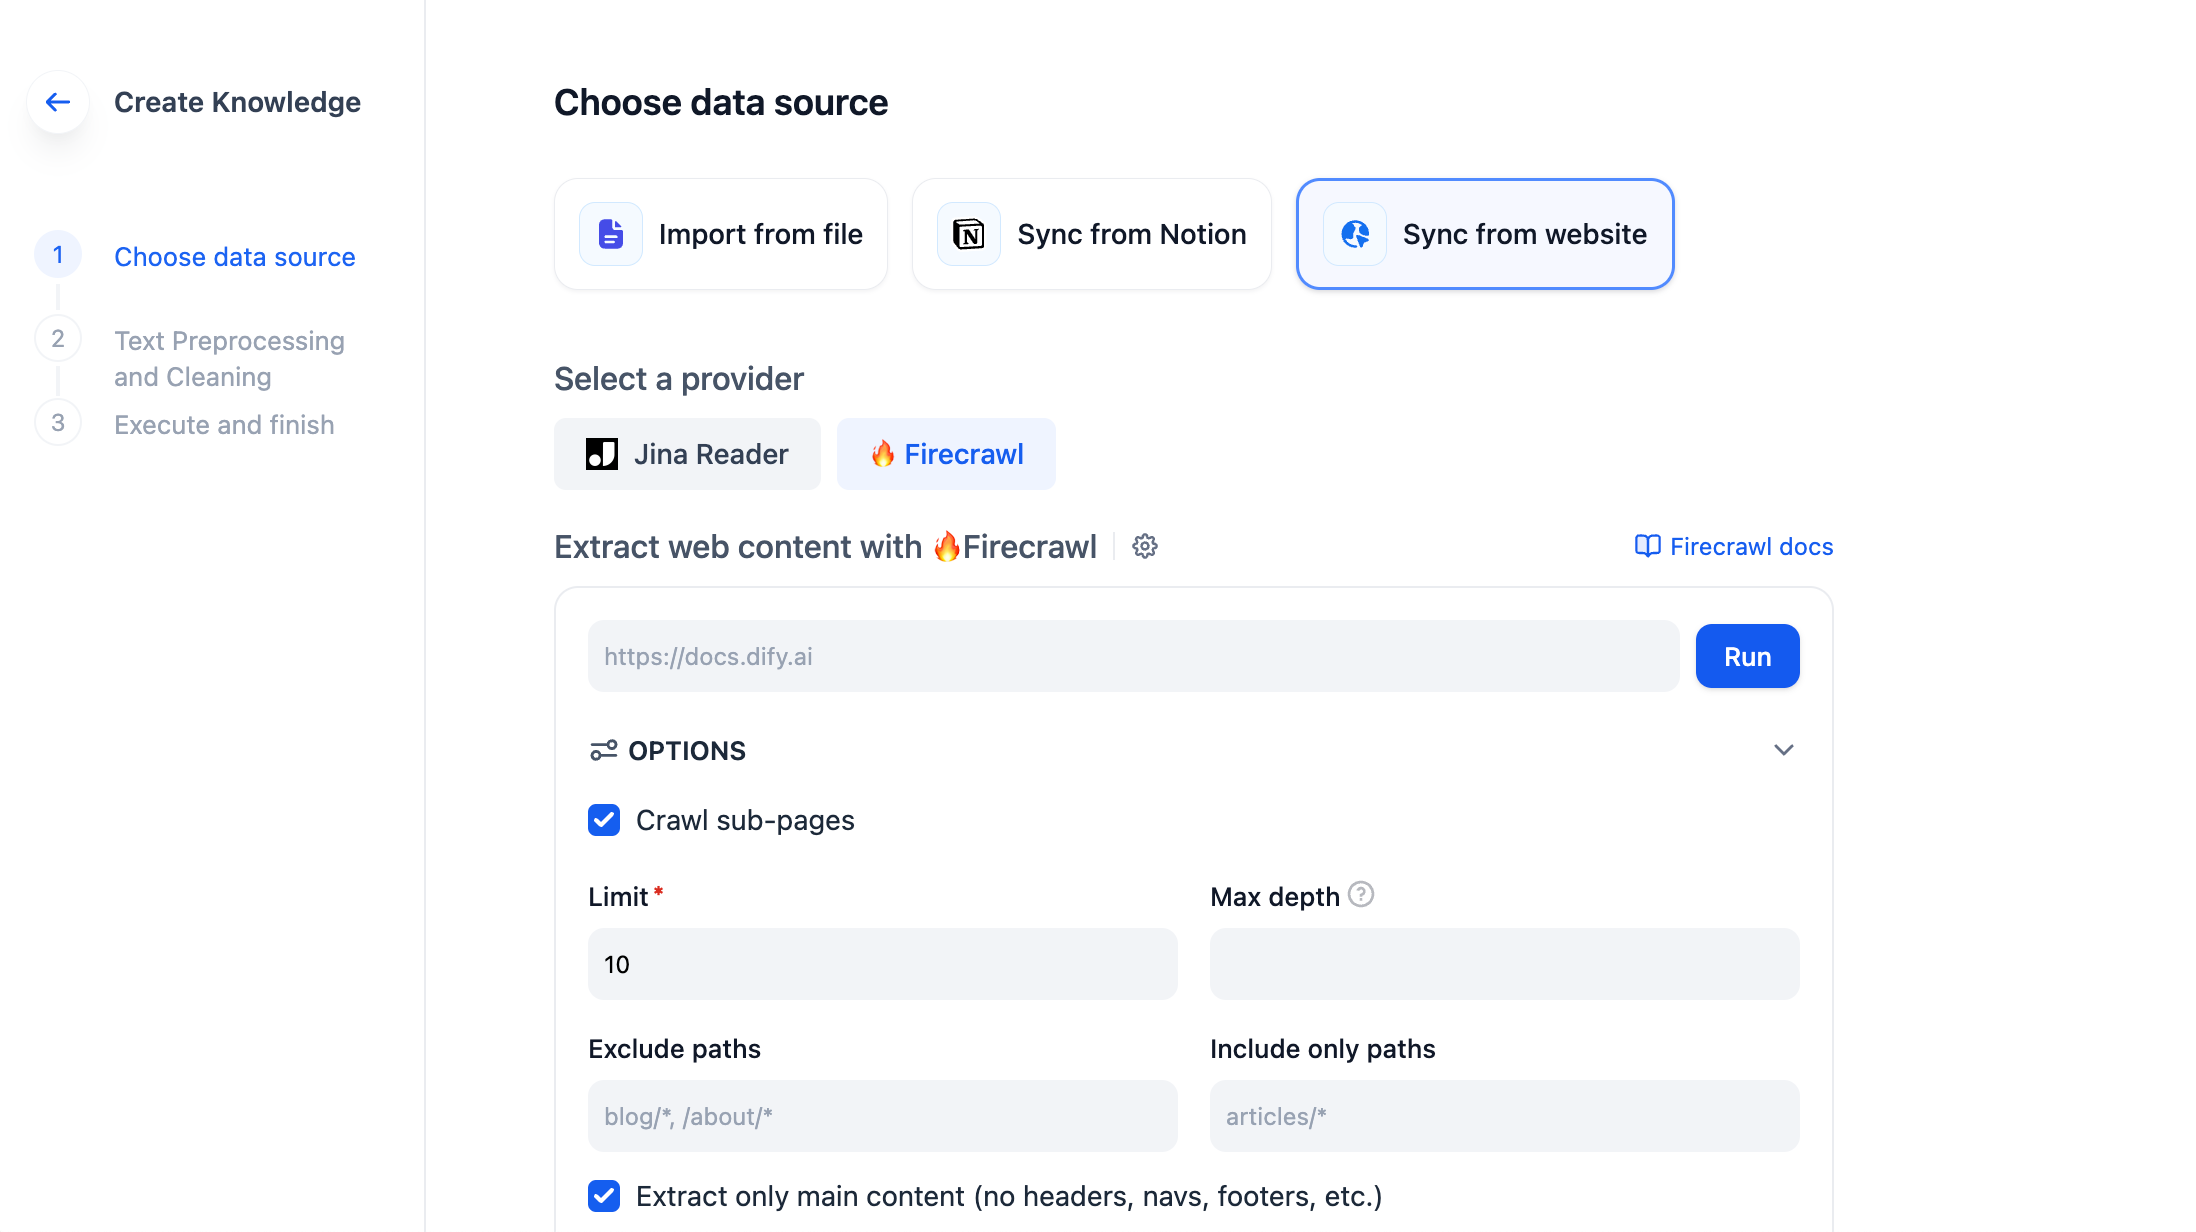 Create Knowledge
1
Choose data source
2
Text Preprocessing
and Cleaning
3
Execute and finish
Choose data source
Import from file
N
Sync from Notion
Sync from website
Select a provider
Jina Reader
Firecrawl
Extract web content with 🔥Firecrawl
Firecrawl docs
https://docs.dify.ai
Run
OPTIONS
Crawl sub-pages
Limit*
Max depth ?
10
Exclude paths
Include only paths
blog/*, /about/*
articles/*
Extract only main content (no headers, navs, footers, etc.)